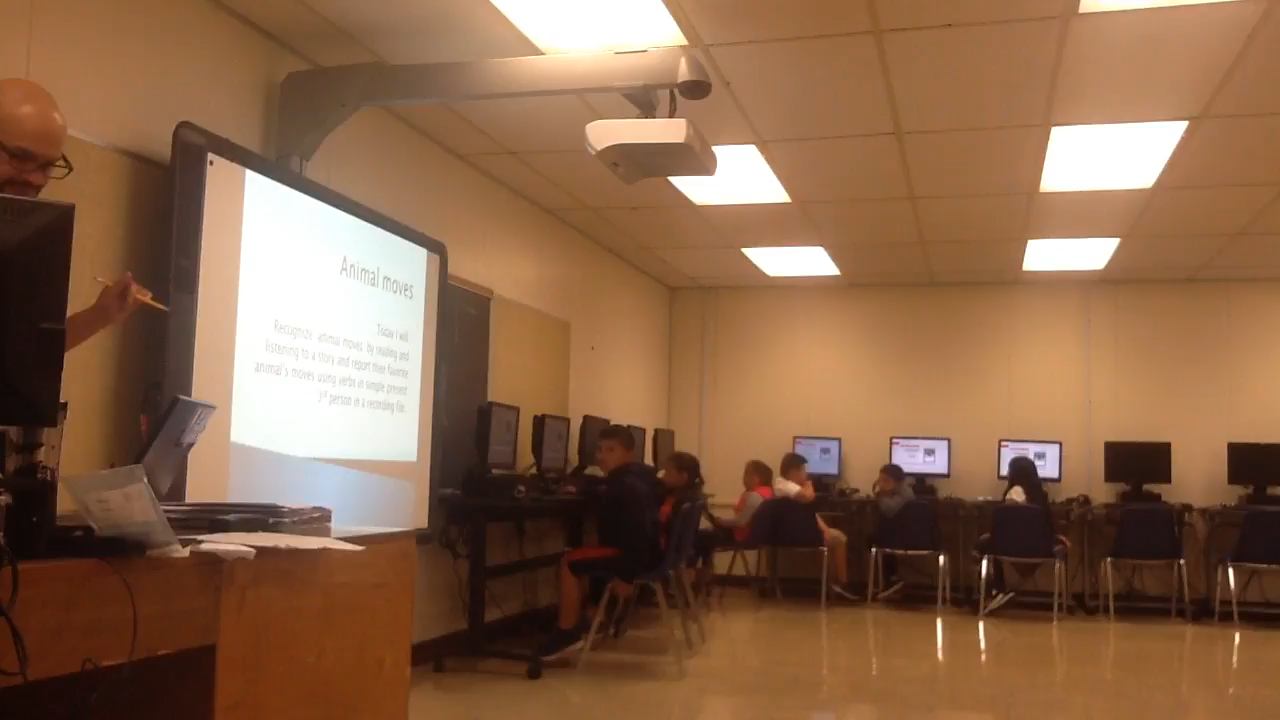 Animal moves
Today I will
Recognize animal moves by reading and
listening to a story and report their favorite
animal's moves using verbs in simple present
3rd person in a recording file.